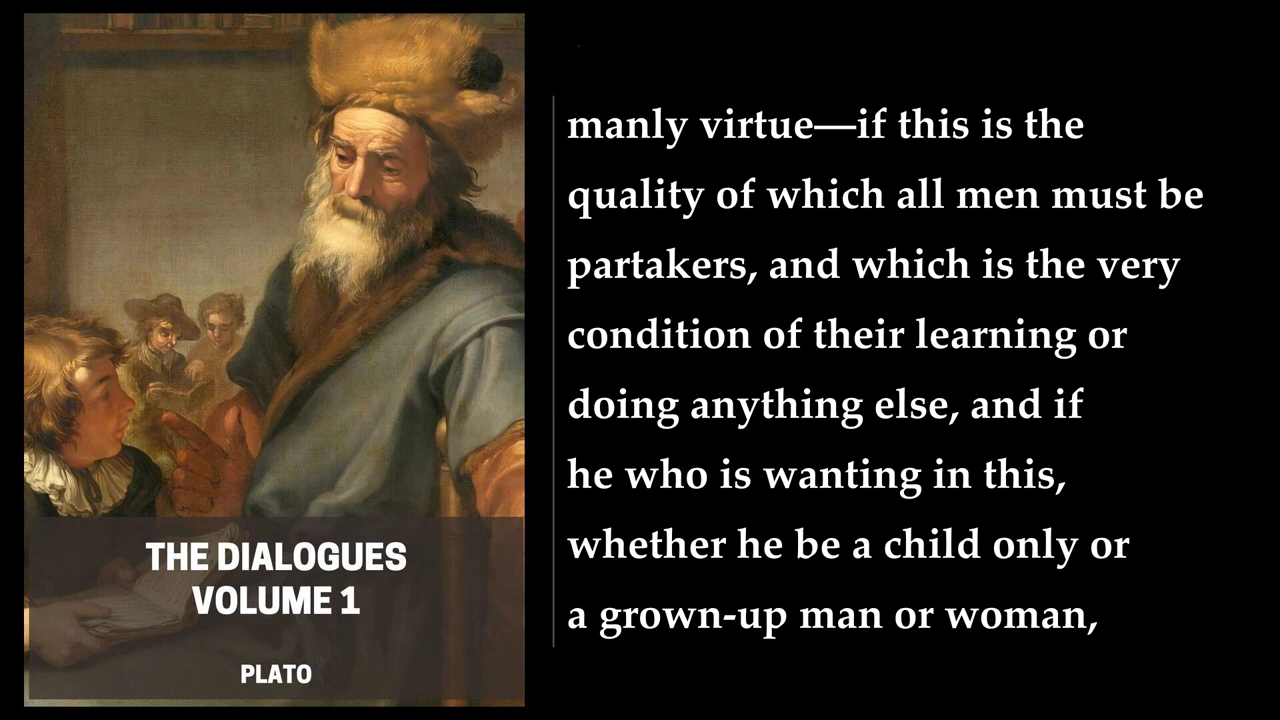 THE DIALOGUES
VOLUME 1
PLATO
manly virtue—if this is the
quality of which all men must be
partakers, and which is the very
condition of their learning or
doing anything else, and if
he who is wanting in this,
whether he be a child only or
a grown-up man or woman,